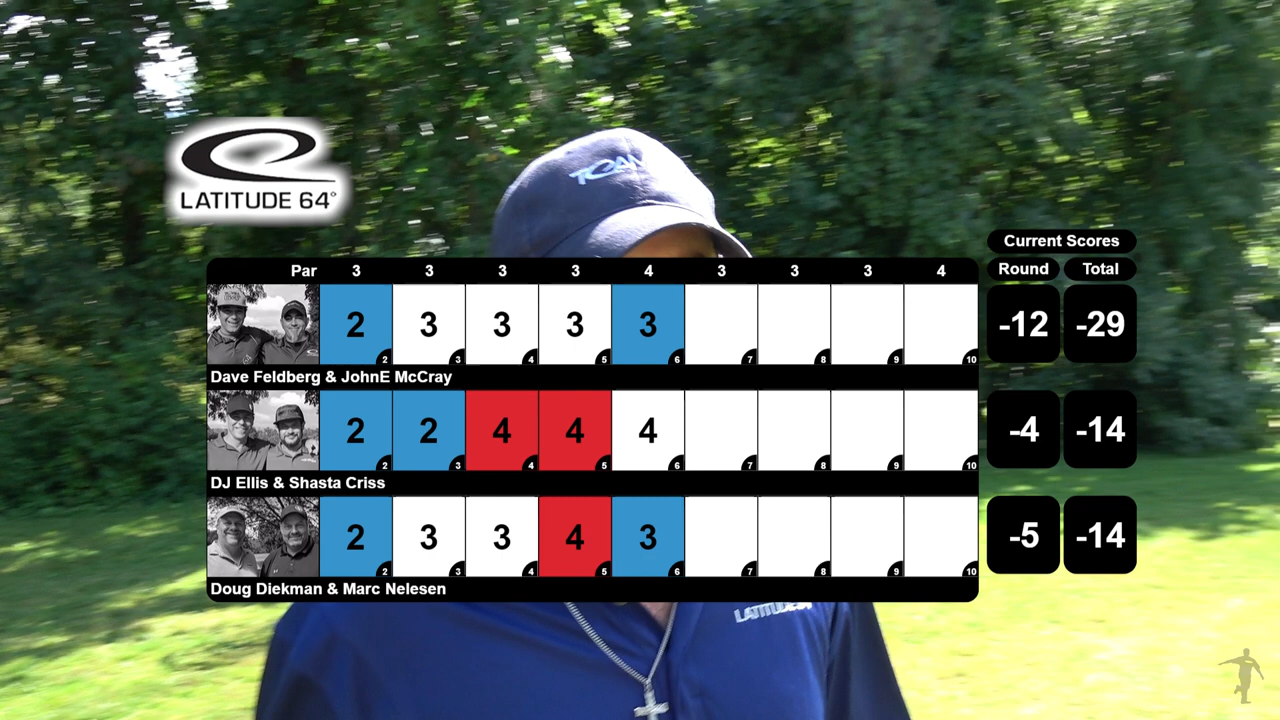 TEAM
LATITUDE 64°
Current Scores
Par 3 3 3 3 4 3 3 3 4 Round Total
2 3 3 3 3 -12 -29
2 3 4 5 6 7 8 9 10
Dave Feldberg & JohnE McCray
2 2 4 4 4 -4 -14
2 3 4 5 6 7 8 9 10
DJ Ellis & Shasta Criss
2 3 3 4 3 -5 -14
2 3 4 5 6 7 8 9 10
Doug Diekman & Marc Nelesen
LATITUDE 64